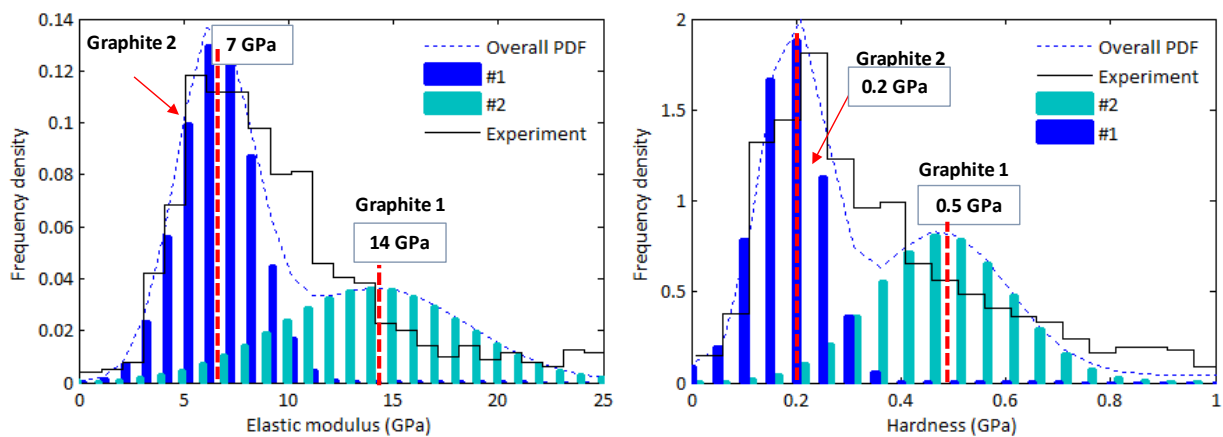 0.14
0.12
0.1
0.08
0.06
0.04
0.02
0
Frequency density
0 5 10 15 20 25
Elastic modulus (GPa)
Graphite 2
7 GPa
Graphite 1
14 GPa
Overall PDF
#1
#2
Experiment
2
1.5
1
0.5
0
Frequency density
0 0.2 0.4 0.6 0.8 1
Hardness (GPa)
Graphite 2
0.2 GPa
Graphite 1
0.5 GPa
Overall PDF
Experiment
#2
#1